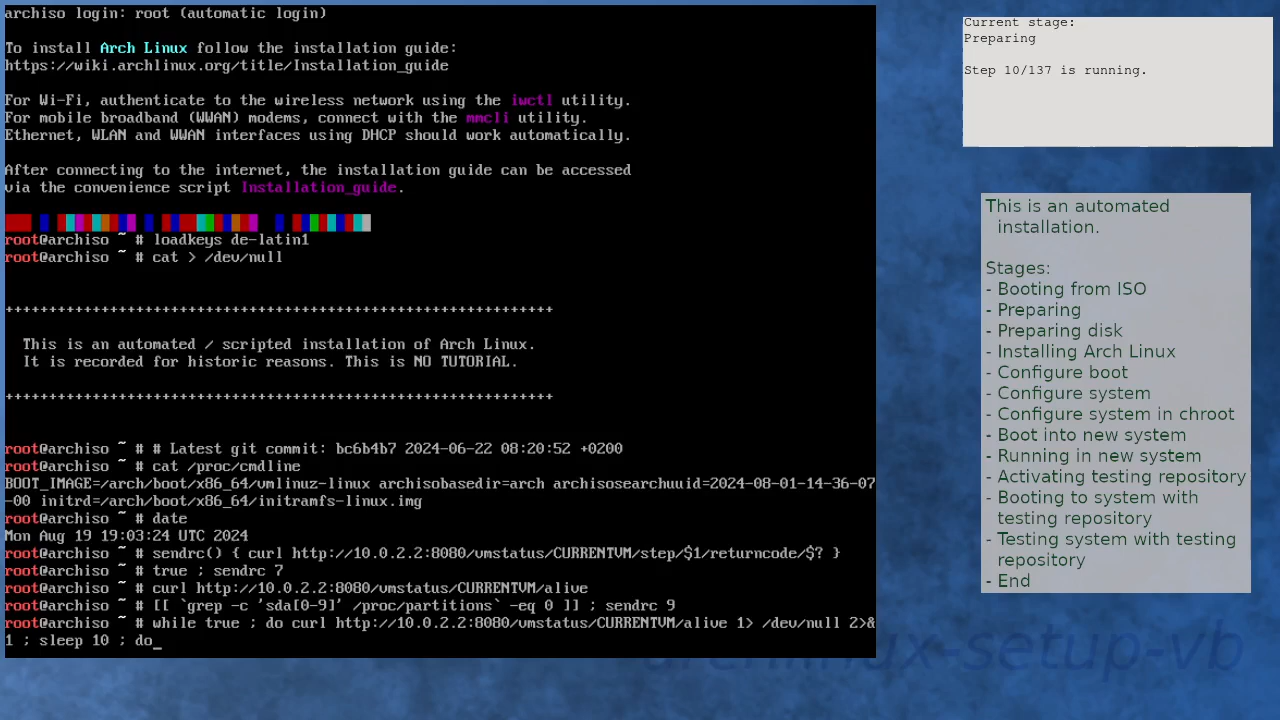 archiso login: root (automatic login)
To install Arch Linux follow the installation guide:
https://wiki.archlinux.org/title/Installation_guide
For Wi-Fi, authenticate to the wireless network using the iwctl utility.
For mobile broadband (WWAN) modems, connect with the mmcli utility.
Ethernet, WLAN and WWAN interfaces using DHCP should work automatically.
After connecting to the internet, the installation guide can be accessed
via the convenience script Installation_guide.
root@archiso ~ # loadkeys de-latin1
root@archiso ~ # cat > /dev/null
+++++++++++++++++++++++++++++++++++++++++++++++++++++++++++++++
This is an automated / scripted installation of Arch Linux.
It is recorded for historic reasons. This is NO TUTORIAL.
+++++++++++++++++++++++++++++++++++++++++++++++++++++++++++++++
root@archiso ~ # # Latest git commit: bc6b4b7 2024-06-22 08:20:52 +0200
root@archiso ~ # cat /proc/cmdline
BOOT_IMAGE=/arch/boot/x86_64/vmlinuz-linux archisobasedir=arch archisosearchuuid=2024-08-01-14-36-07
-00 initrd=/arch/boot/x86_64/initramfs-linux.img
root@archiso ~ # date
Mon Aug 19 19:03:24 UTC 2024
root@archiso ~ # sendrc() { curl http://10.0.2.2:8080/vmstatus/CURRENTVM/step/$1/returncode/$? }
root@archiso ~ # true ; sendrc 7
root@archiso ~ # curl http://10.0.2.2:8080/vmstatus/CURRENTVM/alive
root@archiso ~ # [[ `grep -c 'sda[0-9]' /proc/partitions` -eq 0 ]] ; sendrc 9
root@archiso ~ # while true ; do curl http://10.0.2.2:8080/vmstatus/CURRENTVM/alive 1> /dev/null 2>&
1 ; sleep 10 ; do_
Current stage:
Preparing
Step 10/137 is running.
This is an automated
installation.
Stages:
- Booting from ISO
- Preparing
- Preparing disk
- Installing Arch Linux
- Configure boot
- Configure system
- Configure system in chroot
- Boot into new system
- Running in new system
- Activating testing repository
- Booting to system with
testing repository
- Testing system with testing
repository
- End
archlinux-setup-vb